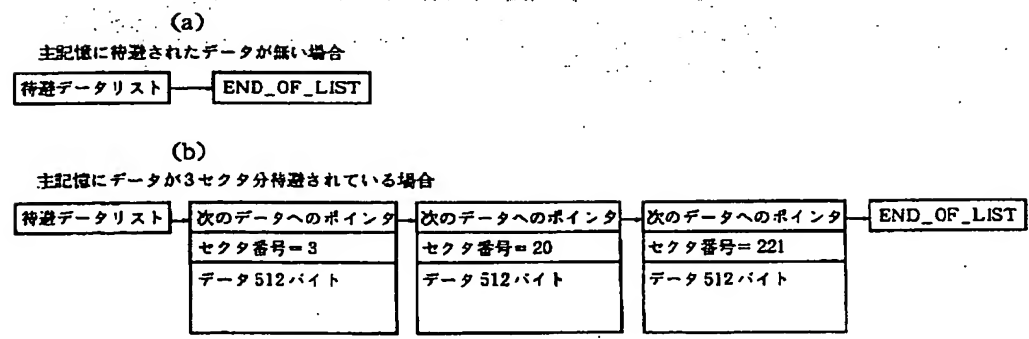 (a)
主記憶に待避されたデータが無い場合
待避データリスト END_OF_LIST
(b)
主記憶にデータが3セクタ分待避されている場合
待避データリスト 次のデータへのポインタ 次のデータへのポインタ 次のデータへのポインタ END_OF_LIST
セクタ番号=3 セクタ番号=20 セクタ番号=221
データ512バイト データ512バイト データ512バイト